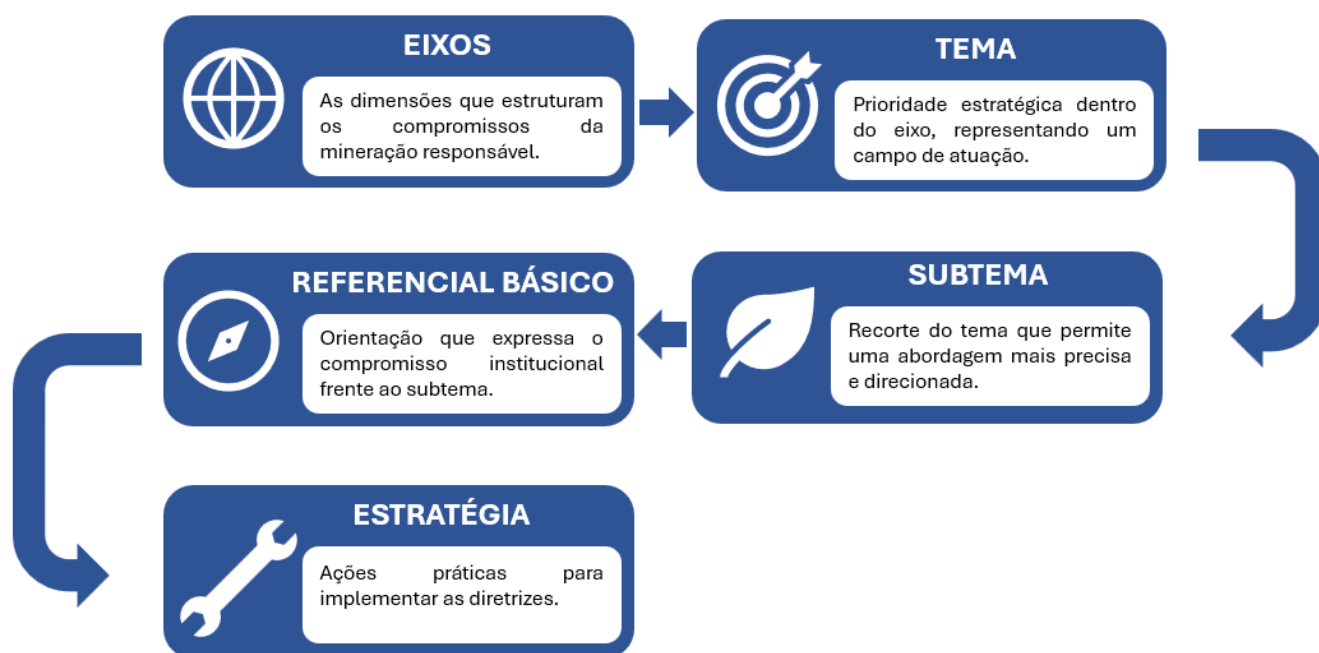 EIXOS
As dimensões que estruturam
os compromissos da
mineração responsável.
TEMA
Prioridade estratégica dentro
do eixo, representando um
campo de atuação.
SUBTEMA
Recorte do tema que permite
uma abordagem mais precisa
e direcionada.
REFERENCIAL BÁSICO
Orientação que expressa o
compromisso institucional
frente ao subtema.
ESTRATÉGIA
Ações práticas para
implementar as diretrizes.